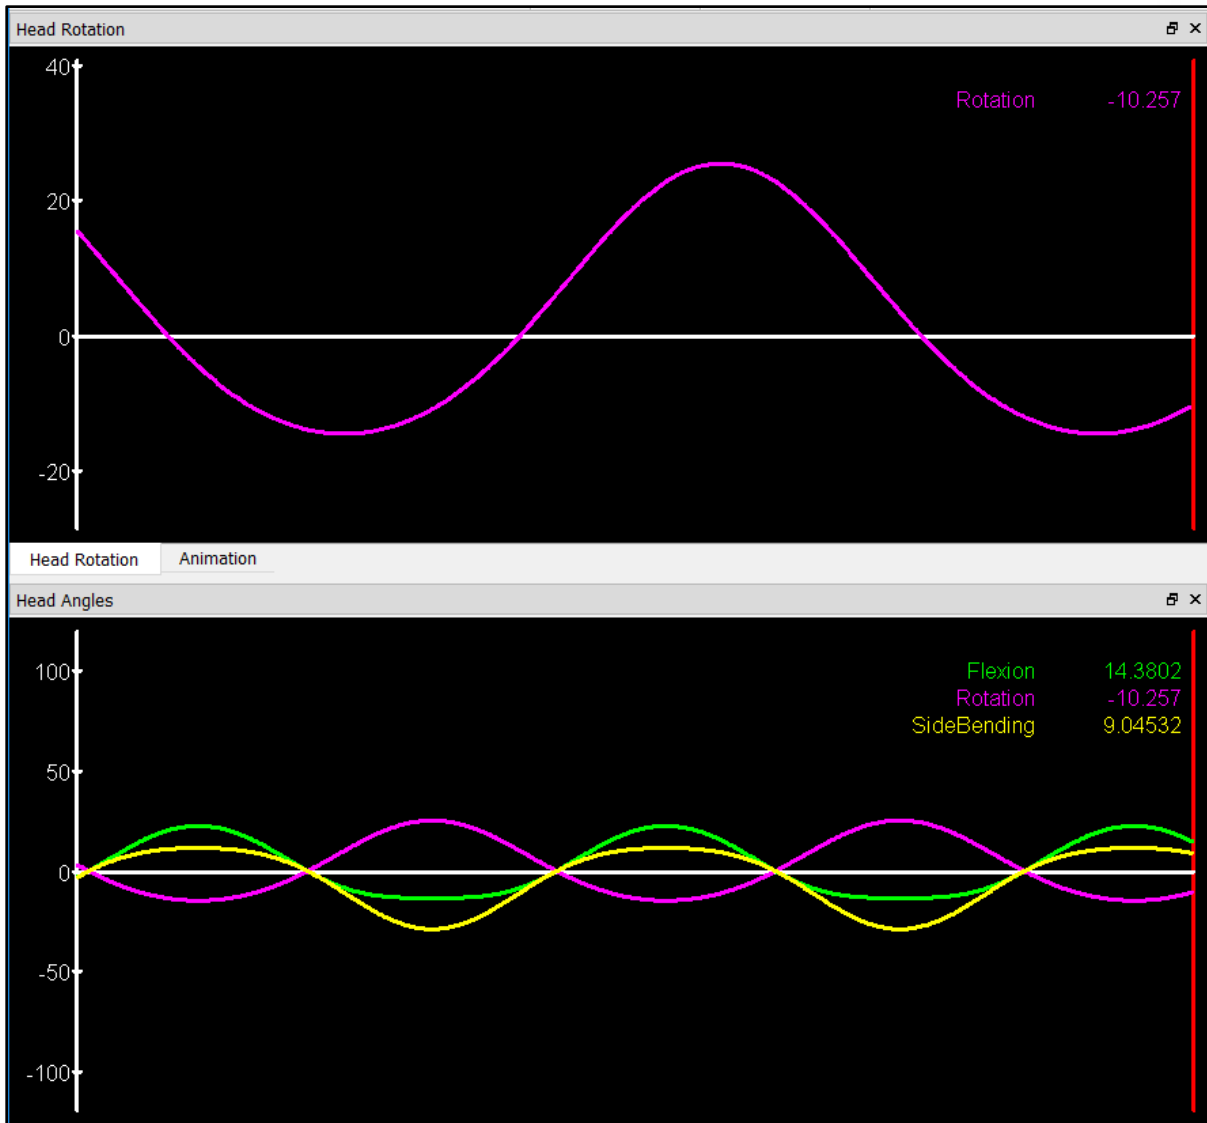 Head Rotation
40
Rotation -10.257
20
0
-20
Head Rotation Animation
Head Angles
100
Flexion 14.3802
Rotation -10.257
SideBending 9.04532
50
0
-50
-100